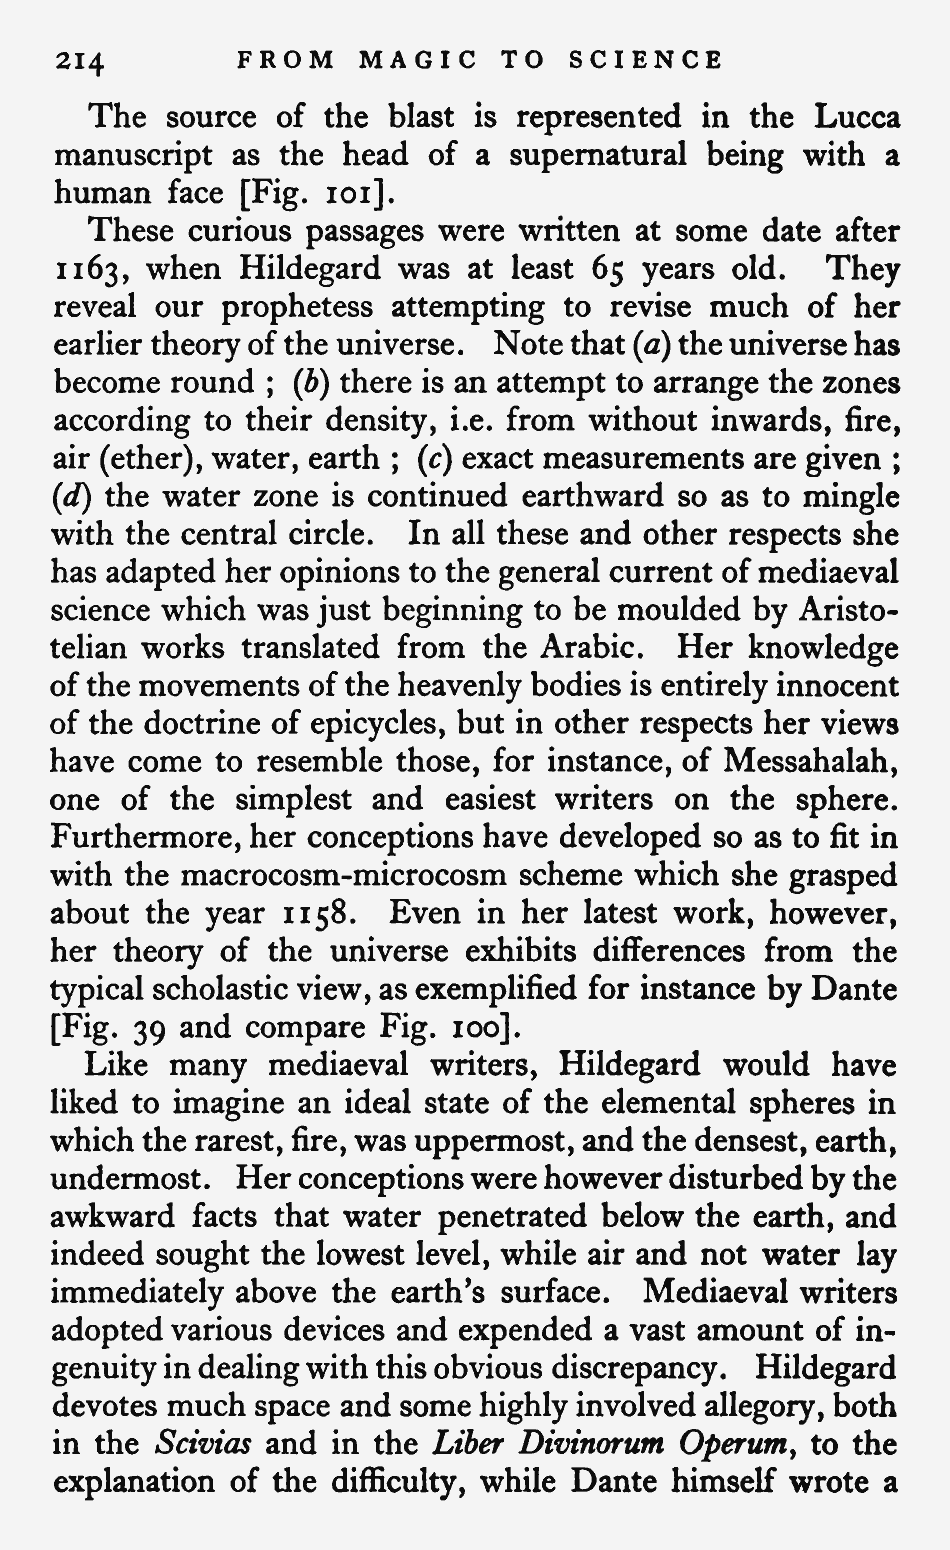 214 FROM MAGIC TO SCIENCE
The source of the blast is represented in the Lucca
manuscript as the head of a supernatural being with a
human face [Fig. 101].
These curious passages were written at some date after
1163, when Hildegard was at least 65 years old. They
reveal our prophetess attempting to revise much of her
earlier theory of the universe. Note that (a) the universe has
become round ; (b) there is an attempt to arrange the zones
according to their density, i.e. from without inwards, fire,
air (ether), water, earth ; (c) exact measurements are given ;
(d) the water zone is continued earthward so as to mingle
with the central circle. In all these and other respects she
has adapted her opinions to the general current of mediaeval
science which was just beginning to be moulded by Aristo-
telian works translated from the Arabic. Her knowledge
of the movements of the heavenly bodies is entirely innocent
of the doctrine of epicycles, but in other respects her views
have come to resemble those, for instance, of Messahalah,
one of the simplest and easiest writers on the sphere.
Furthermore, her conceptions have developed so as to fit in
with the macrocosm-microcosm scheme which she grasped
about the year 1158. Even in her latest work, however,
her theory of the universe exhibits differences from the
typical scholastic view, as exemplified for instance by Dante
[Fig. 39 and compare Fig. 100].
Like many mediaeval writers, Hildegard would have
liked to imagine an ideal state of the elemental spheres in
which the rarest, fire, was uppermost, and the densest, earth,
undermost. Her conceptions were however disturbed by the
awkward facts that water penetrated below the earth, and
indeed sought the lowest level, while air and not water lay
immediately above the earth's surface. Mediaeval writers
adopted various devices and expended a vast amount of in-
genuity in dealing with this obvious discrepancy. Hildegard
devotes much space and some highly involved allegory, both
in the Scivias and in the Liber Divinorum Operum, to the
explanation of the difficulty, while Dante himself wrote a